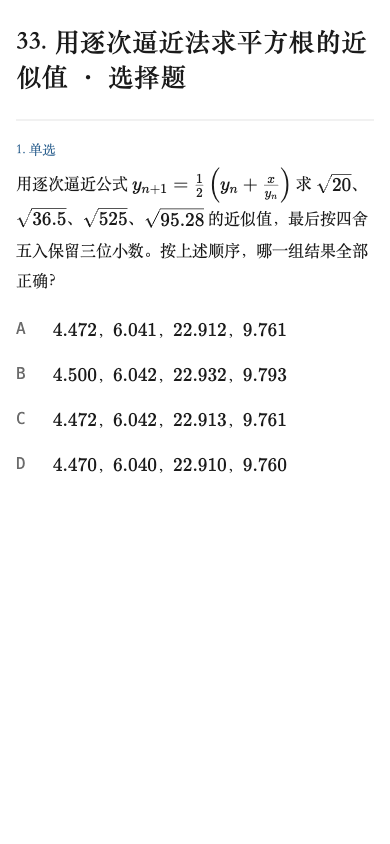 33. 用逐次逼近法求平方根的近
似值 · 选择题
1. 单选
用逐次逼近公式 yₙ₊₁ = 1/2 (yₙ + x/yₙ) 求 √20、
√36.5、√525、√95.28 的近似值，最后按四舍
五入保留三位小数。按上述顺序，哪一组结果全部
正确?
A 4.472，6.041，22.912，9.761
B 4.500，6.042，22.932，9.793
C 4.472，6.042，22.913，9.761
D 4.470，6.040，22.910，9.760